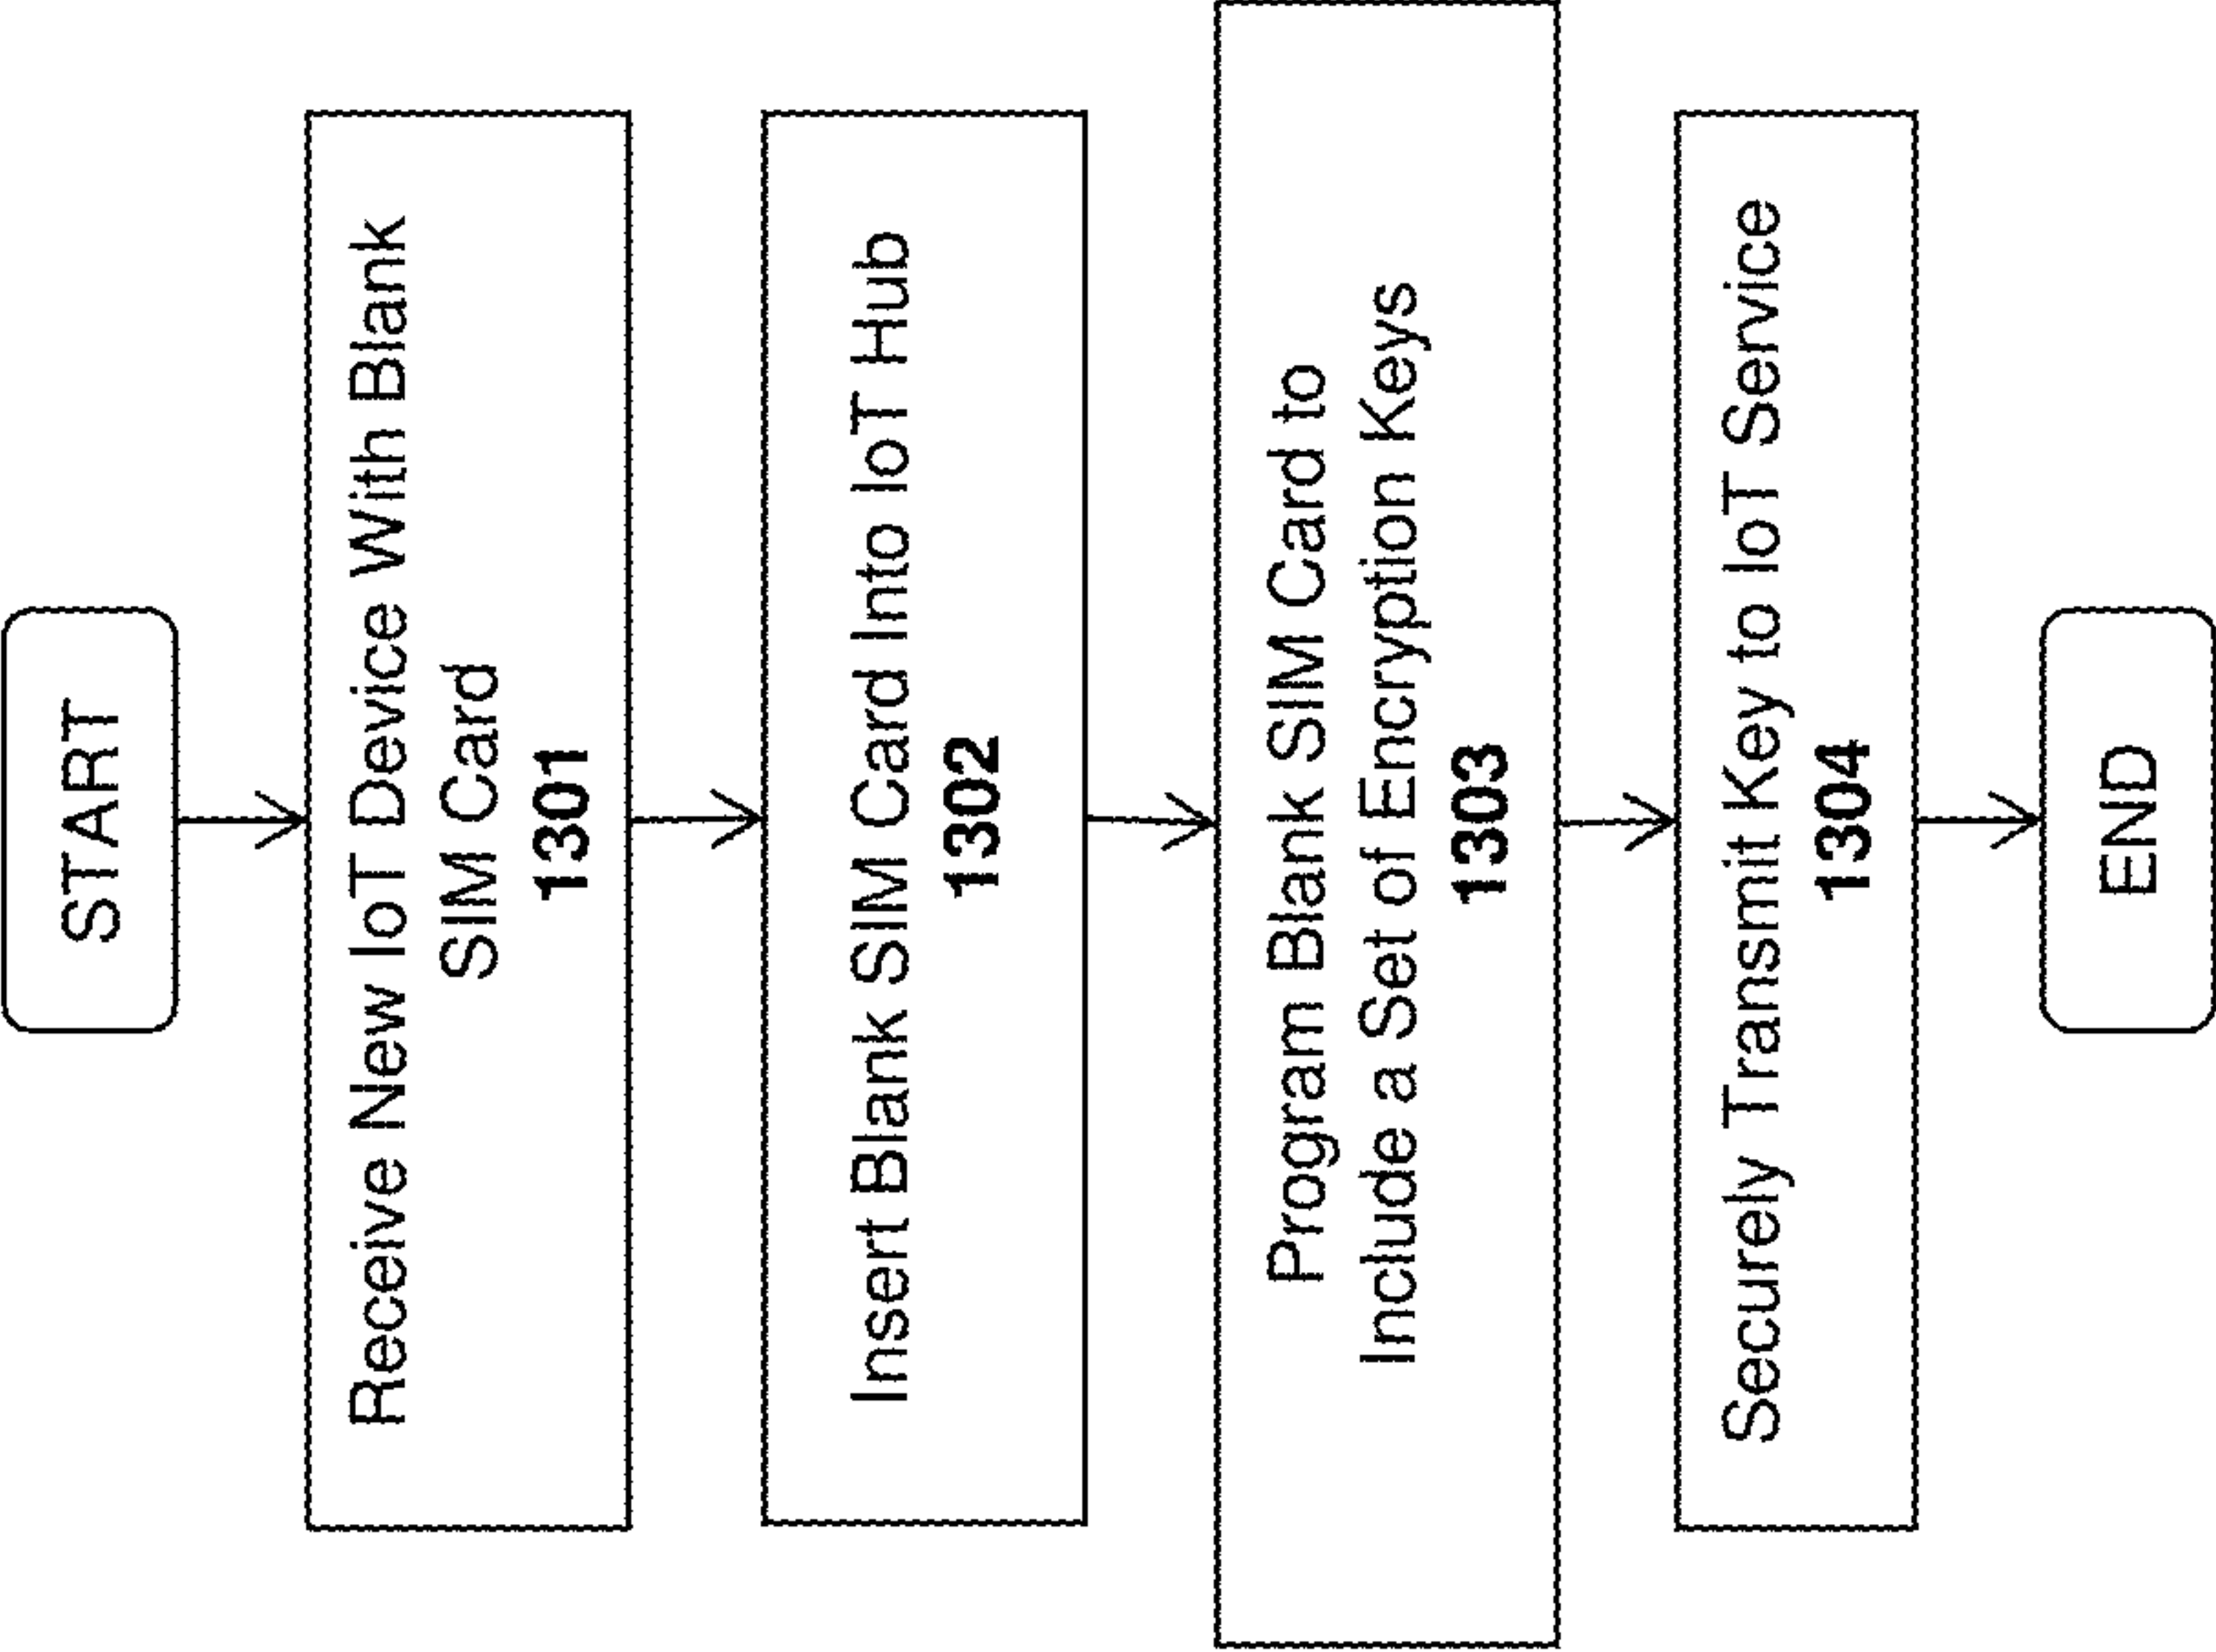 START
Receive New IoT Device With Blank
SIM Card
1301
Insert Blank SIM Card Into IoT Hub
1302
Program Blank SIM Card to
Include a Set of Encryption Keys
1303
Securely Transmit Key to IoT Service
1304
END